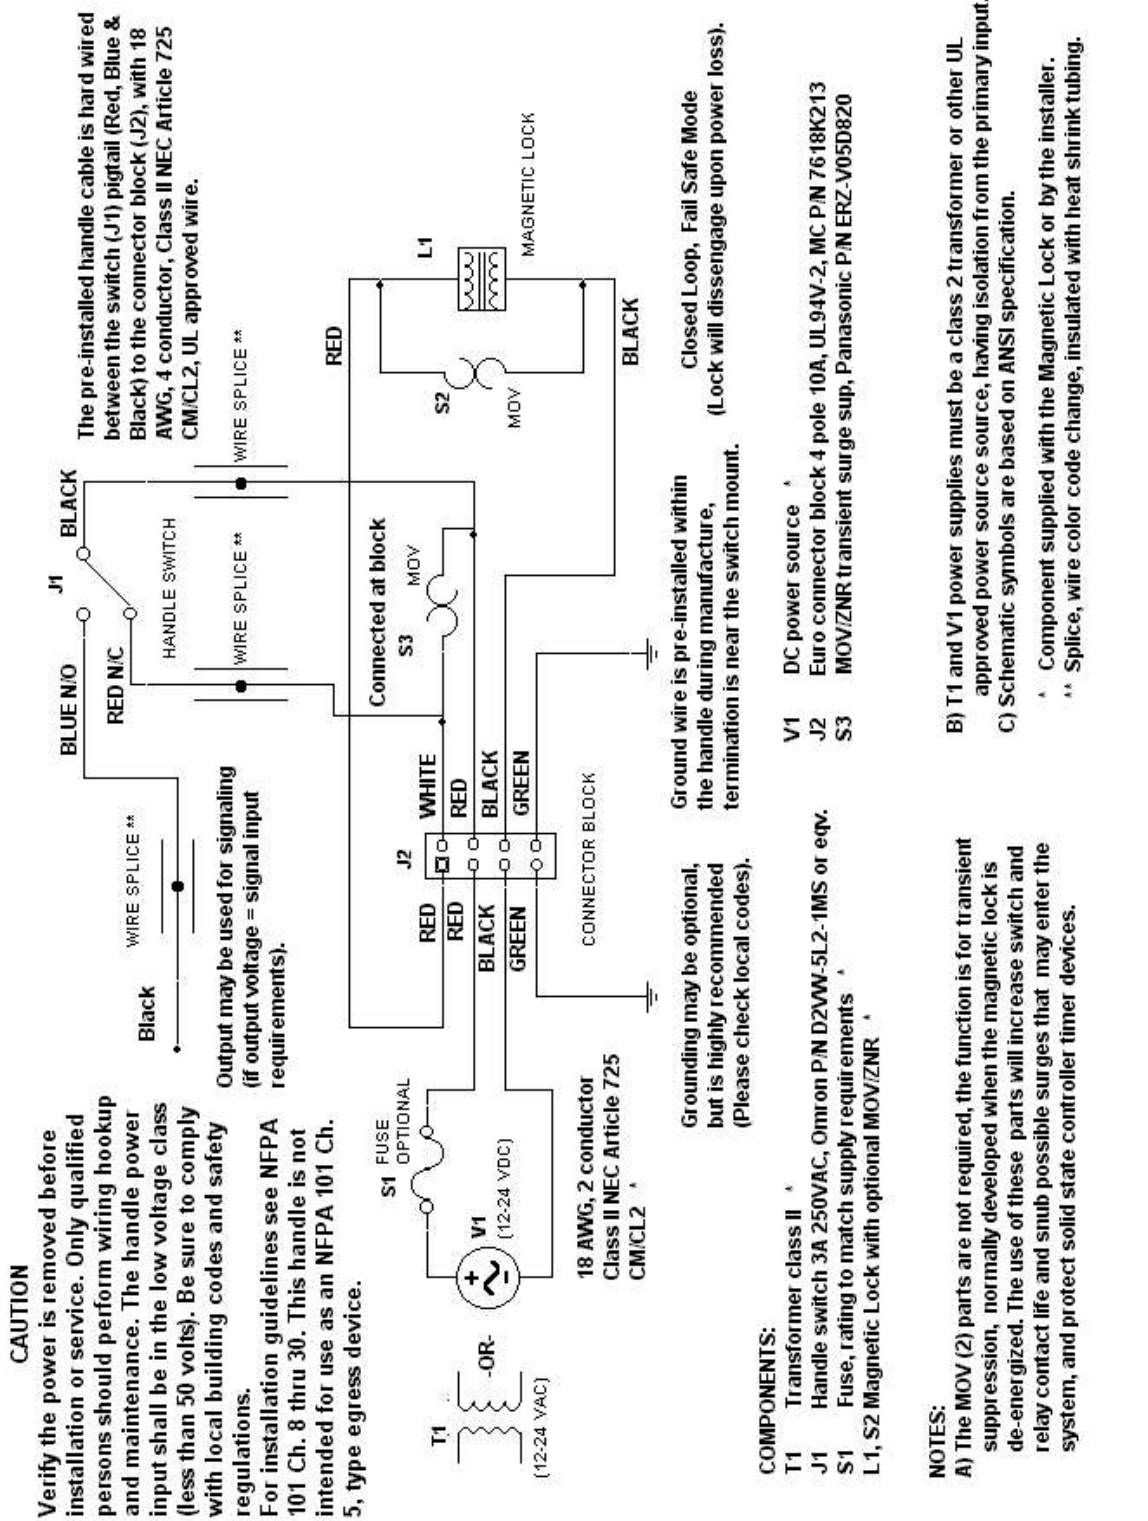 CAUTION
Verify the power is removed before
installation or service. Only qualified
persons should perform wiring hookup
and maintenance. The handle power
input shall be in the low voltage class
(less than 50 volts). Be sure to comply
with local building codes and safety
regulations.
For installation guidelines see NFPA
101 Ch. 8 thru 30. This handle is not
intended for use as an NFPA 101 Ch.
5, type egress device.
Black
WIRE SPLICE **
Output may be used for signaling
(if output voltage = signal input
requirements).
BLUE N/O
RED N/C
J1
BLACK
HANDLE SWITCH
WIRE SPLICE **
WIRE SPLICE **
The pre-installed handle cable is hard wired
between the switch (J1) pigtail (Red, Blue &
Black) to the connector block (J2), with 18
AWG, 4 conductor, Class II NEC Article 725
CM/CL2, UL approved wire.
T1
(12-24 VAC)
-OR-
S1
FUSE
OPTIONAL
+
-
V1
(12-24 VDC)
18 AWG, 2 conductor
Class II NEC Article 725
CM/CL2 *
J2
RED
RED
BLACK
GREEN
WHITE
RED
BLACK
GREEN
CONNECTOR BLOCK
Connected at block
S3
MOV
RED
S2
MOV
L1
MAGNETIC LOCK
BLACK
Grounding may be optional,
but is highly recommended
(Please check local codes).
Ground wire is pre-installed within
the handle during manufacture,
termination is near the switch mount.
Closed Loop, Fail Safe Mode
(Lock will dissengage upon power loss).
COMPONENTS:
T1 Transformer class II *
J1 Handle switch 3A 250VAC, Omron P/N D2VW-5L2-1MS or eqv.
S1 Fuse, rating to match supply requirements *
L1, S2 Magnetic Lock with optional MOV/ZNR *
V1 DC power source *
J2 Euro connector block 4 pole 10A, UL94V-2, MC P/N 7618K213
S3 MOV/ZNR transient surge sup, Panasonic P/N ERZ-V05D820
NOTES:
A) The MOV (2) parts are not required, the function is for transient
suppression, normally developed when the magnetic lock is
de-energized. The use of these parts will increase switch and
relay contact life and snub possible surges that may enter the
system, and protect solid state controller timer devices.
B) T1 and V1 power supplies must be a class 2 transformer or other UL
approved power source source, having isolation from the primary input.
C) Schematic symbols are based on ANSI specification.
* Component supplied with the Magnetic Lock or by the installer.
** Splice, wire color code change, insulated with heat shrink tubing.